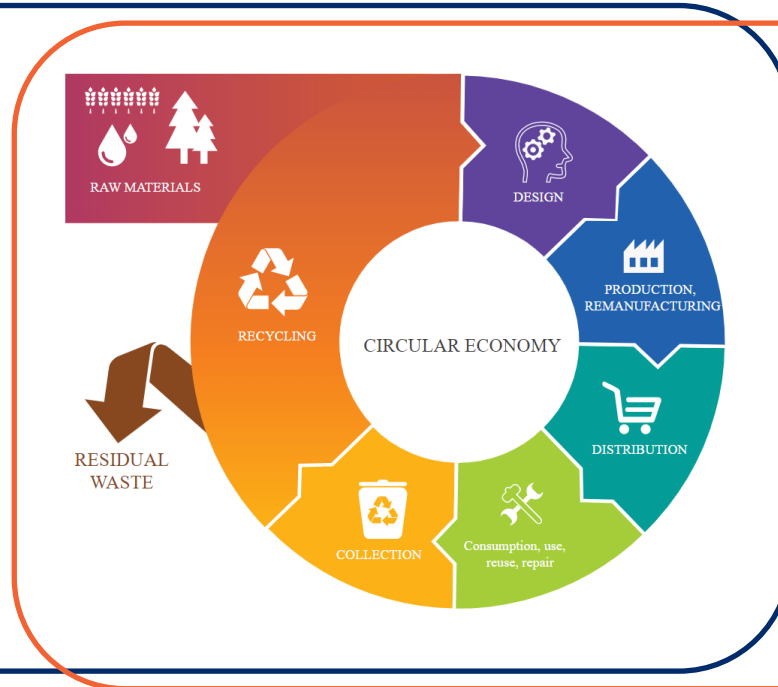 RAW MATERIALS
DESIGN
PRODUCTION,
REMANUFACTURING
RECYCLING
CIRCULAR ECONOMY
DISTRIBUTION
RESIDUAL
WASTE
COLLECTION
Consumption, use,
reuse, repair